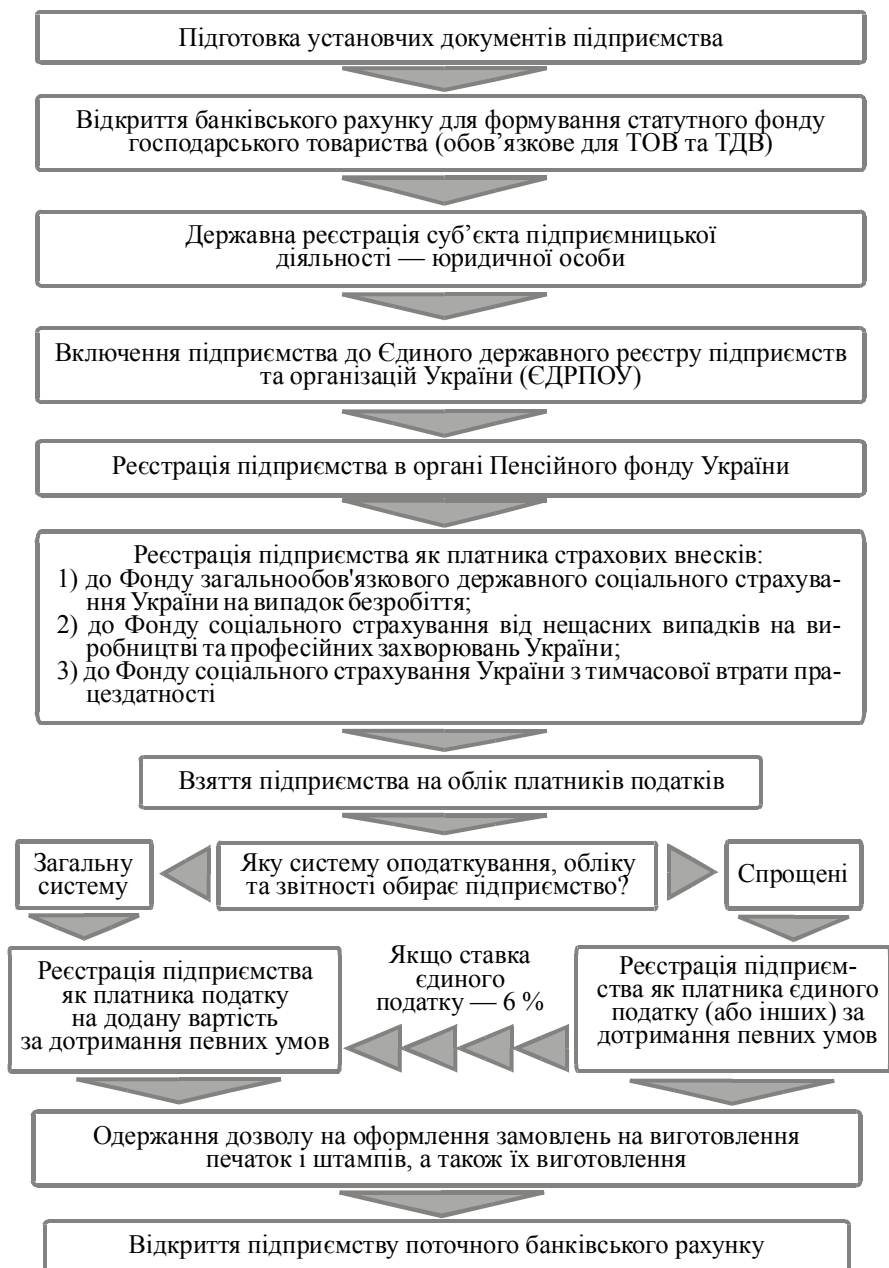 Підготовка установчих документів підприємства
Відкриття банківського рахунку для формування статутного фонду
господарського товариства (обов’язкове для ТОВ та ТДВ)
Державна реєстрація суб’єкта підприємницької
діяльності — юридичної особи
Включення підприємства до Єдиного державного реєстру підприємств
та організацій України (ЄДРПОУ)
Реєстрація підприємства в органі Пенсійного фонду України
Реєстрація підприємства як платника страхових внесків:
1) до Фонду загальнообов'язкового державного соціального страхува-
ння України на випадок безробіття;
2) до Фонду соціального страхування від нещасних випадків на ви-
робництві та професійних захворювань України;
3) до Фонду соціального страхування України з тимчасової втрати пра-
цездатності
Взяття підприємства на облік платників податків
Загальну
систему
Яку систему оподаткування, обліку
та звітності обирає підприємство?
Спрощені
Реєстрація підприємства
як платника податку
на додану вартість
за дотримання певних умов
Якщо ставка
єдиного
податку — 6 %
Реєстрація підприєм-
ства як платника єдиного
податку (або інших) за
дотримання певних умов
Одержання дозволу на оформлення замовлень на виготовлення
печаток і штампів, а також їх виготовлення
Відкриття підприємству поточного банківського рахунку